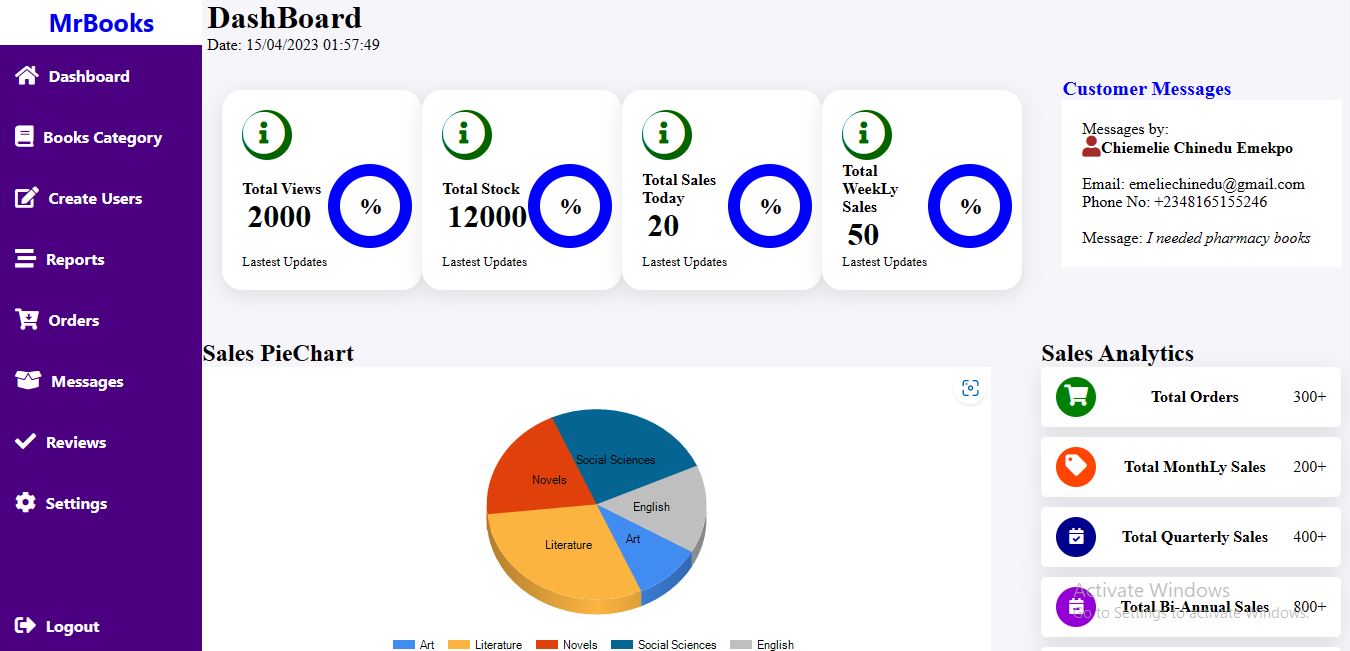 MrBooks
Dashboard
Books Category
Create Users
Reports
Orders
Messages
Reviews
Settings
Logout
DashBoard
Date: 15/04/2023 01:57:49
Total Views
2000
%
Lastest Updates
Total Stock
12000
%
Lastest Updates
Total Sales
Today
20
%
Lastest Updates
Total
WeekLy
Sales
50
%
Lastest Updates
Customer Messages
Messages by:
Chiemelie Chinedu Emekpo
Email: emeliechinedu@gmail.com
Phone No: +2348165155246
Message: I needed pharmacy books
Sales PieChart
Social Sciences
Novels
English
Art
Literature
Art Literature Novels Social Sciences English
Sales Analytics
Total Orders 300+
Total MonthLy Sales 200+
Total Quarterly Sales 400+
Total Bi-Annual Sales 800+
Activate Windows
Go to Settings to activate Windows.